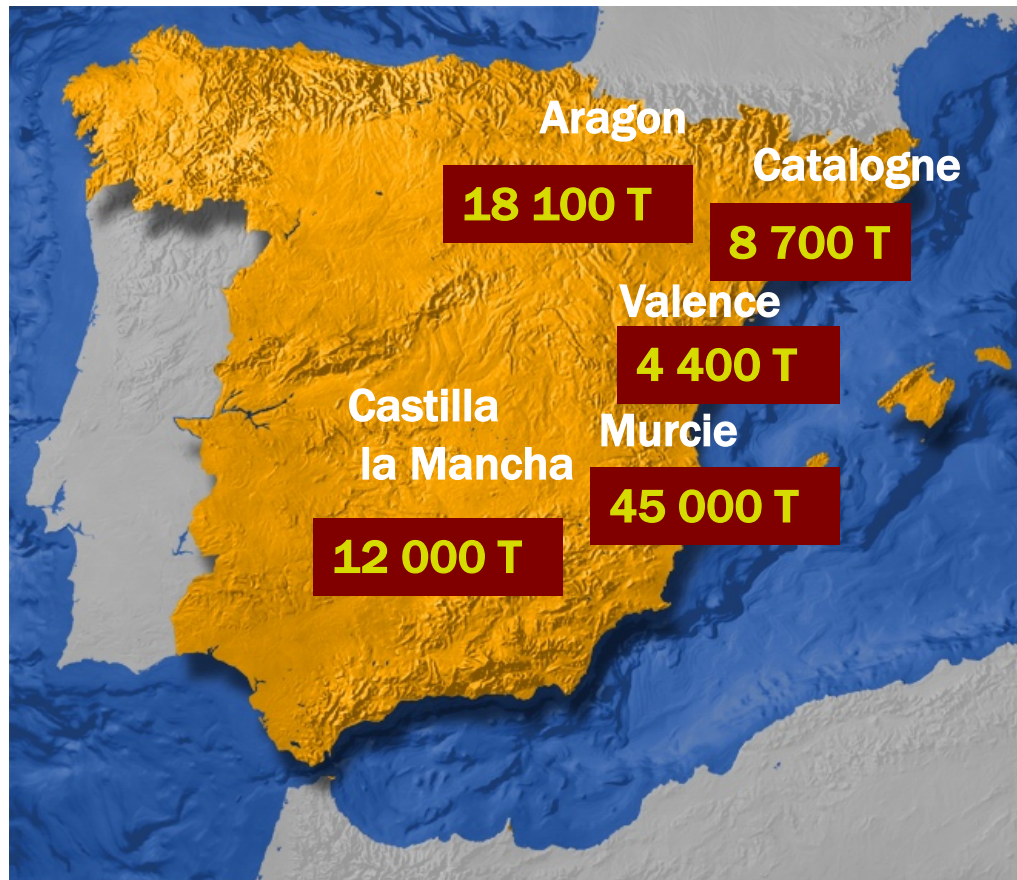 Aragon
18 100 T
Catalogne
8 700 T
Valence
4 400 T
Castilla
la Mancha
12 000 T
Murcie
45 000 T